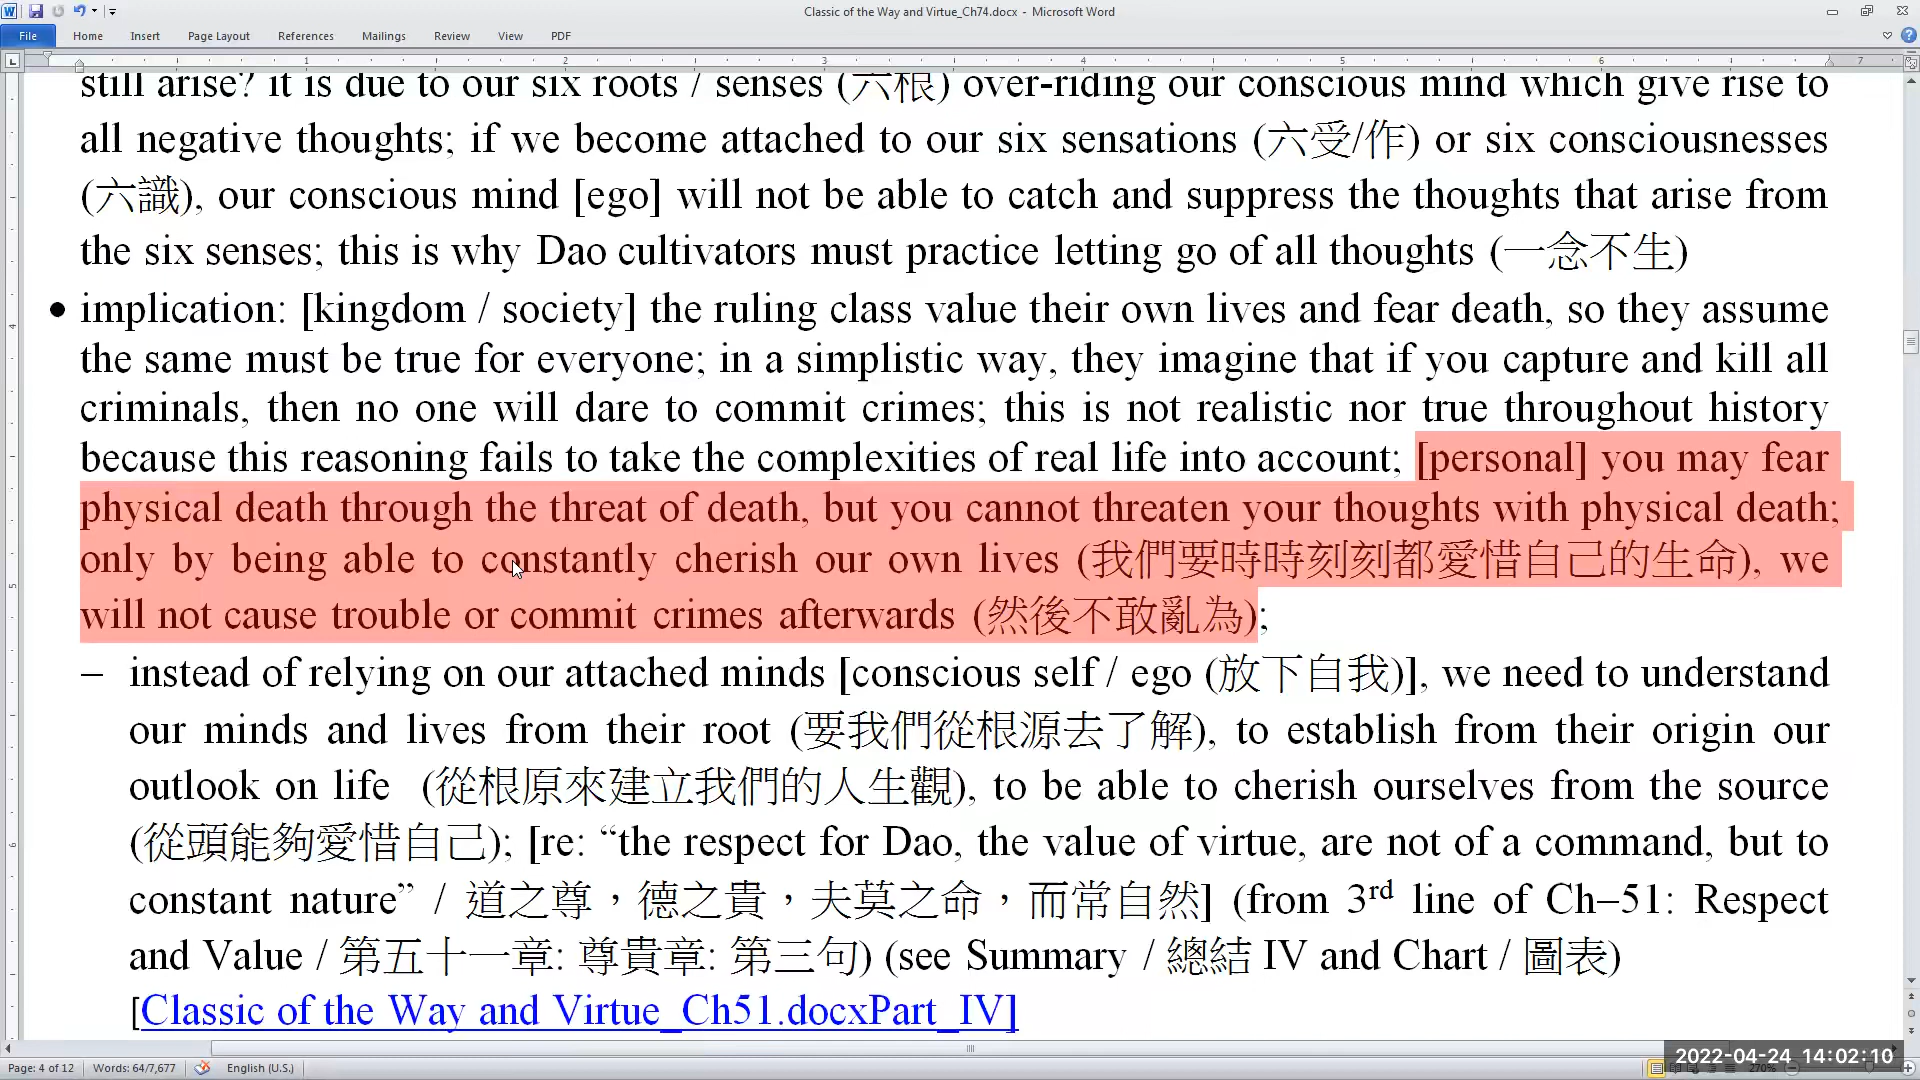 Classic of the Way and Virtue_Ch74.docx - Microsoft Word
File Home Insert Page Layout References Mailings Review View PDF
1 2 3 4 5 6 7
still arise? it is due to our six roots / senses (六根) over-riding our conscious mind which give rise to
all negative thoughts; if we become attached to our six sensations (六受/作) or six consciousnesses
(六識), our conscious mind [ego] will not be able to catch and suppress the thoughts that arise from
the six senses; this is why Dao cultivators must practice letting go of all thoughts (一念不生)
• implication: [kingdom / society] the ruling class value their own lives and fear death, so they assume
the same must be true for everyone; in a simplistic way, they imagine that if you capture and kill all
criminals, then no one will dare to commit crimes; this is not realistic nor true throughout history
because this reasoning fails to take the complexities of real life into account; [personal] you may fear
physical death through the threat of death, but you cannot threaten your thoughts with physical death;
only by being able to constantly cherish our own lives (我們要時時刻刻都愛惜自己的生命), we
will not cause trouble or commit crimes afterwards (然後不敢亂為);
– instead of relying on our attached minds [conscious self / ego (放下自我)], we need to understand
our minds and lives from their root (要我們從根源去了解), to establish from their origin our
outlook on life (從根原來建立我們的人生觀), to be able to cherish ourselves from the source
(從頭能夠愛惜自己); [re: “the respect for Dao, the value of virtue, are not of a command, but to
constant nature” / 道之尊，德之貴，夫莫之命，而常自然] (from 3rd line of Ch–51: Respect
and Value / 第五十一章: 尊貴章: 第三句) (see Summary / 總結 IV and Chart / 圖表)
[Classic of the Way and Virtue_Ch51.docxPart_IV]
Page: 4 of 12 Words: 64/7,677 English (U.S.) 270%
2022-04-24 14:02:10